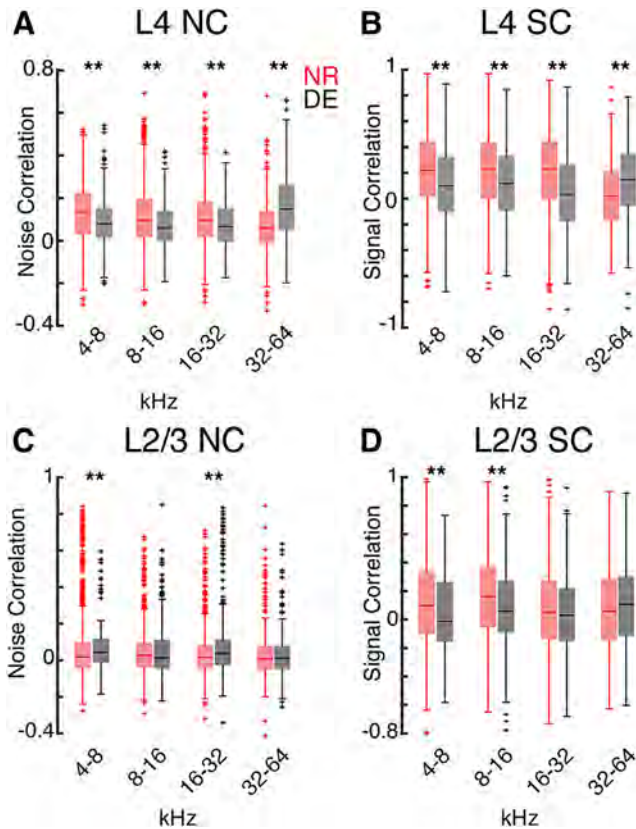 A L4 NC
0.8
** ** ** **
NR
DE
Noise Correlation
0
-0.4
4-8 8-16 16-32 32-64
kHz
B L4 SC
1
** ** ** **
Signal Correlation
0
-1
4-8 8-16 16-32 32-64
kHz
C L2/3 NC
1
** **
Noise Correlation
0
-0.4
4-8 8-16 16-32 32-64
kHz
D L2/3 SC
1
** **
Signal Correlation
0
-0.8
4-8 8-16 16-32 32-64
kHz